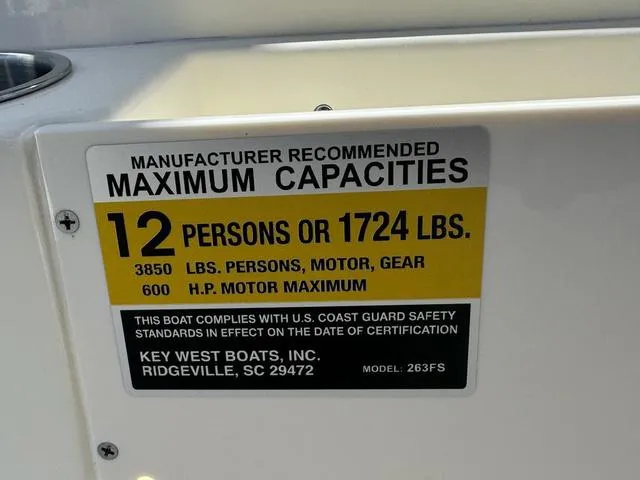 MANUFACTURER RECOMMENDED
MAXIMUM CAPACITIES
12 PERSONS OR 1724 LBS.
3850 LBS. PERSONS, MOTOR, GEAR
600 H.P. MOTOR MAXIMUM
THIS BOAT COMPLIES WITH U.S. COAST GUARD SAFETY
STANDARDS IN EFFECT ON THE DATE OF CERTIFICATION
KEY WEST BOATS, INC.
RIDGEVILLE, SC 29472 MODEL: 263FS